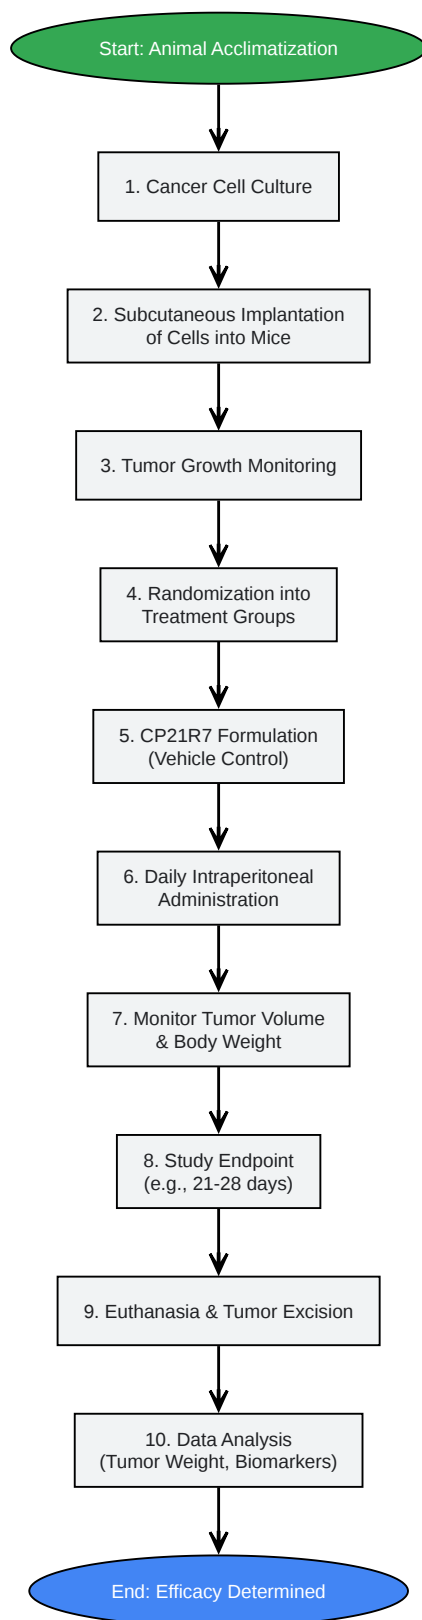 Start: Animal Acclimatization
1. Cancer Cell Culture
2. Subcutaneous Implantation
of Cells into Mice
3. Tumor Growth Monitoring
4. Randomization into
Treatment Groups
5. CP21R7 Formulation
(Vehicle Control)
6. Daily Intraperitoneal
Administration
7. Monitor Tumor Volume
& Body Weight
8. Study Endpoint
(e.g., 21-28 days)
9. Euthanasia & Tumor Excision
10. Data Analysis
(Tumor Weight, Biomarkers)
End: Efficacy Determined